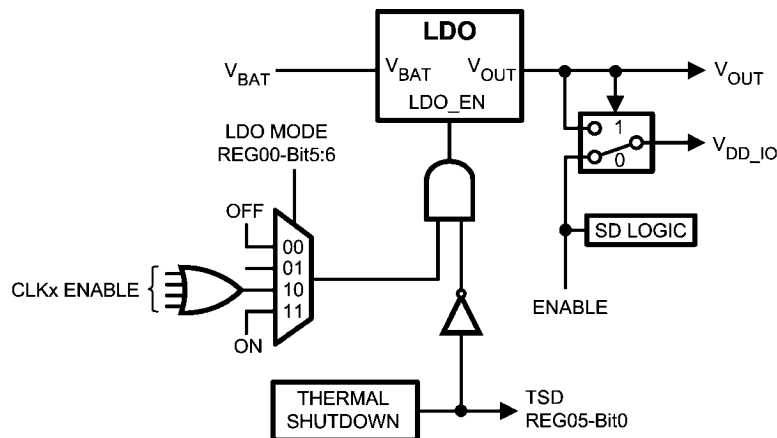 LDO
V_BAT
V_BAT
V_OUT
V_OUT
LDO_EN
LDO MODE
REG00-Bit5:6
1
0
V_DD_IO
OFF
00
01
10
11
CLKx ENABLE
ON
SD LOGIC
ENABLE
THERMAL
SHUTDOWN
TSD
REG05-Bit0